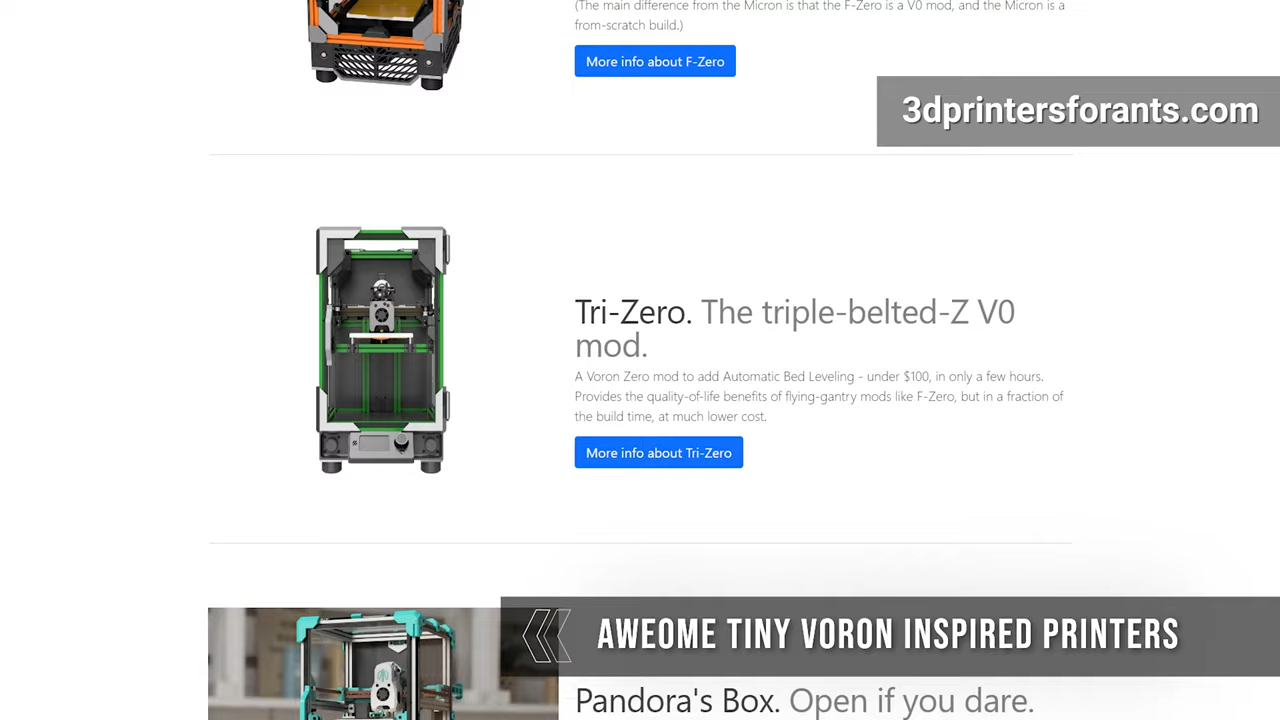 (The main difference from the Micron is that the F-Zero is a V0 mod, and the Micron is a
from-scratch build.)
More info about F-Zero
3dprintersforants.com
Tri-Zero. The triple-belted-Z V0
mod.
A Voron Zero mod to add Automatic Bed Leveling - under $100, in only a few hours.
Provides the quality-of-life benefits of flying-gantry mods like F-Zero, but in a fraction of
the build time, at much lower cost.
More info about Tri-Zero
AWEOME TINY VORON INSPIRED PRINTERS
Pandora's Box. Open if you dare.